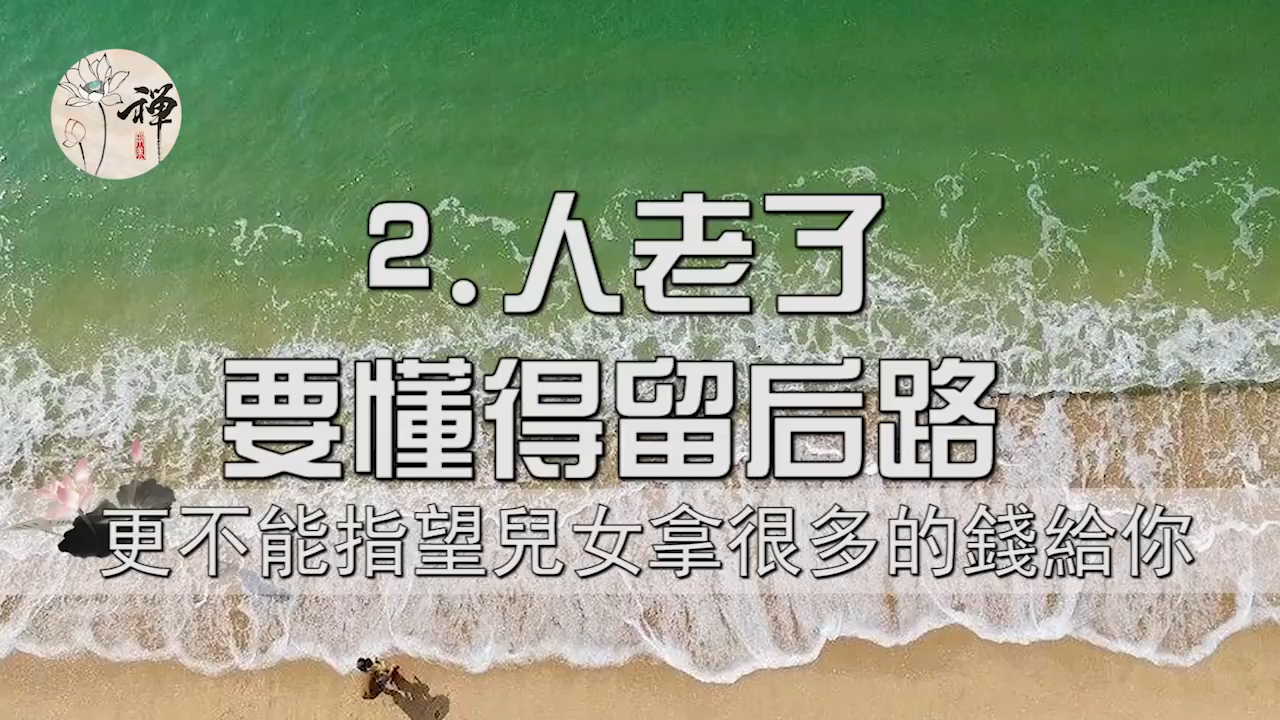 禅
2.人老了
要懂得留后路
更不能指望兒女拿很多的錢給你